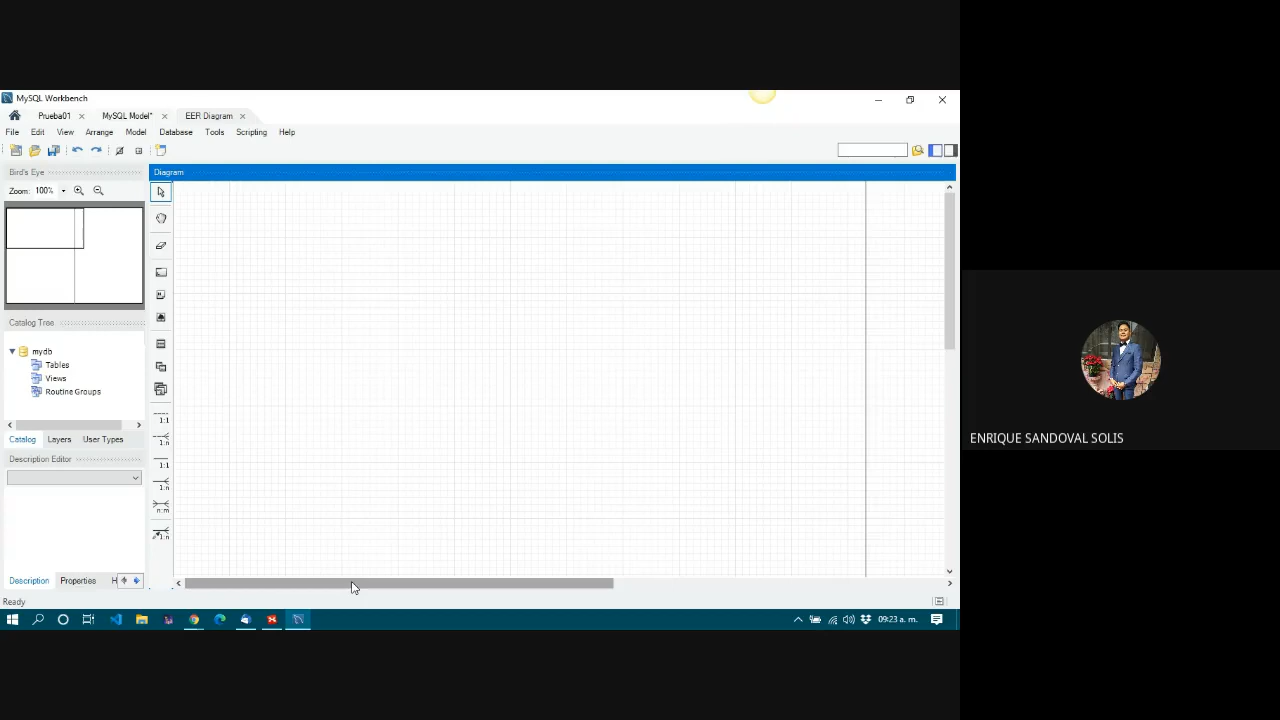 MySQL Workbench
Prueba01
MySQL Model*
EER Diagram
File Edit View Arrange Model Database Tools Scripting Help
Bird's Eye
Diagram
Zoom: 100%
Catalog Tree
mydb
Tables
Views
Routine Groups
1:1
1:n
1:1
1:n
n:m
1:n
Catalog Layers User Types
Description Editor
Description Properties H
Ready
09:23 a. m.
ENRIQUE SANDOVAL SOLIS